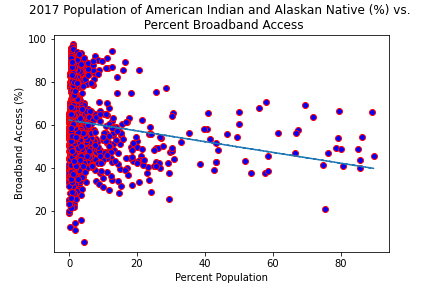 2017 Population of American Indian and Alaskan Native (%) vs.
Percent Broadband Access
100
80
60
40
20
Broadband Access (%)
0
20
40
60
80
Percent Population